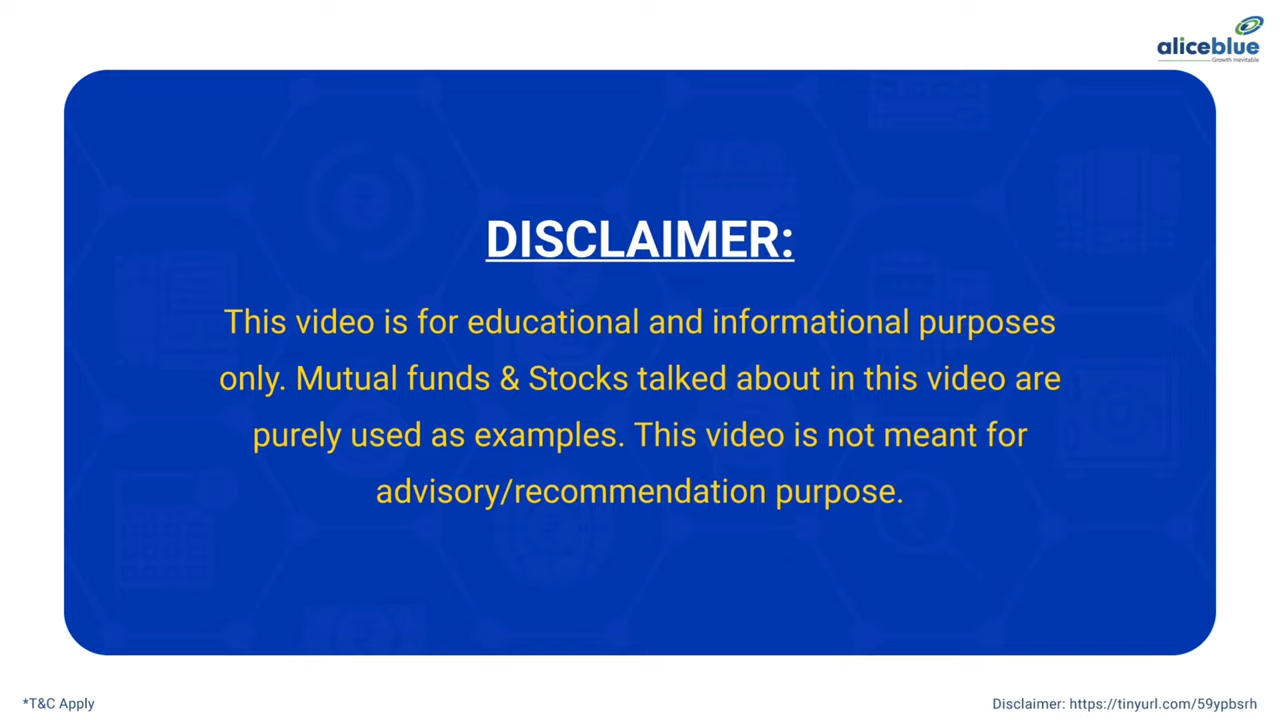 aliceblue
Growth Inevitable
DISCLAIMER:
This video is for educational and informational purposes
only. Mutual funds & Stocks talked about in this video are
purely used as examples. This video is not meant for
advisory/recommendation purpose.
*T&C Apply
Disclaimer: https://tinyurl.com/59ypbsrh